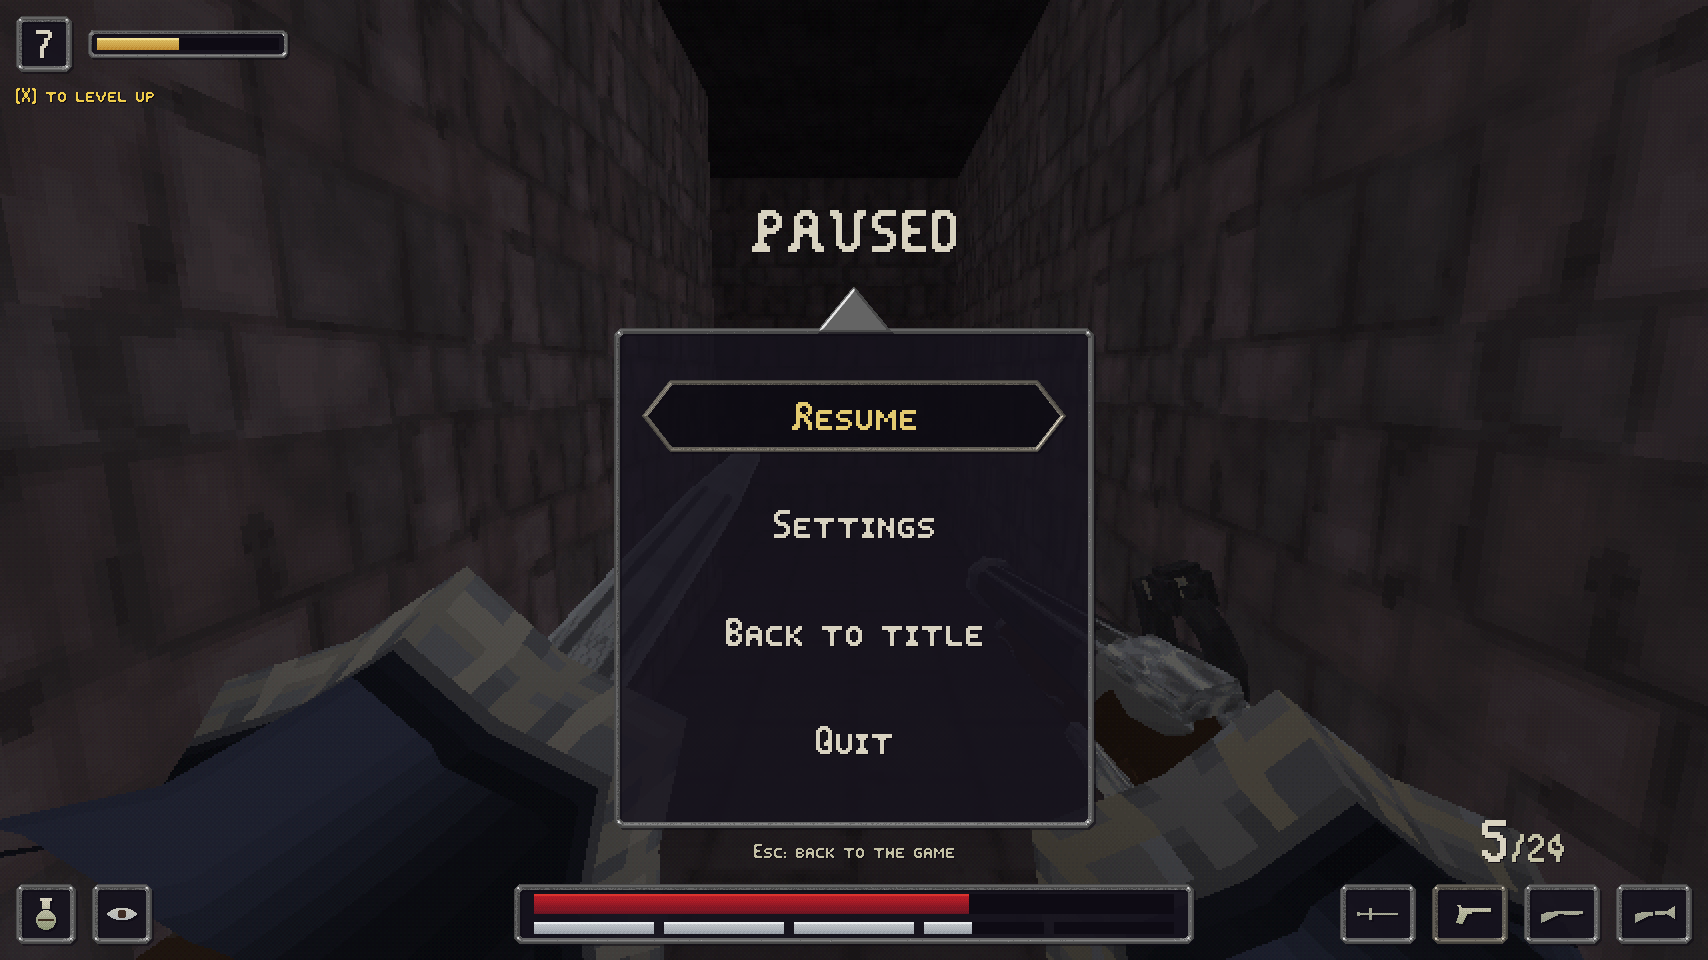 7
[X] TO LEVEL UP
PAUSED
RESUME
SETTINGS
BACK TO TITLE
QUIT
ESC: BACK TO THE GAME
5/24